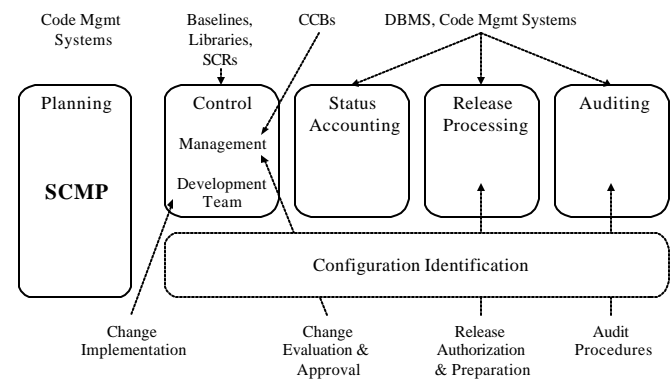 Code Mgmt
Systems
Baselines,
Libraries,
SCRs
CCBs
DBMS, Code Mgmt Systems
Planning
SCMP
Control
Management
Development
Team
Status
Accounting
Release
Processing
Auditing
Configuration Identification
Change
Implementation
Change
Evaluation &
Approval
Release
Authorization
& Preparation
Audit
Procedures